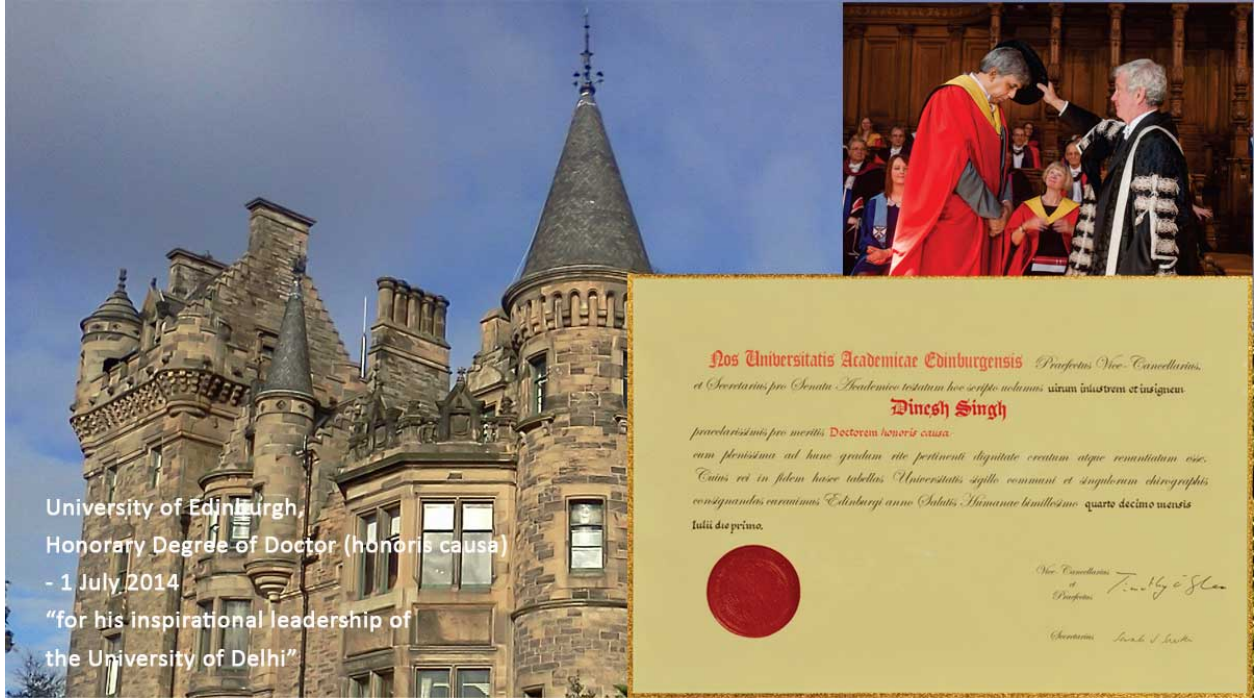 University of Edinburgh,
Honorary Degree of Doctor (honoris causa)
- 1 July 2014
“for his inspirational leadership of
the University of Delhi”
Nos Universitatis Academicae Edinburgensis Praefectus Vice-Cancellarius,
et Secretarius pro Senatu Academico testatum hoc scripto uolumus uirum inlustrem et insignem
Dinesh Singh
praeclarissimis pro meritis Doctorem honoris causa
cum plenissima ad hunc gradum rite pertinenti dignitate creatum atque renuntiatum esse.
Cuius rei in fidem hasce tabellas Universitatis sigillo communi et singulorum chirographis
consignandas curauimus Edinburgi anno Salutis Humanae bimillesimo quarto decimo mensis
Iulii die primo.
Vice-Cancellarius
et
Praefectus
Secretarius